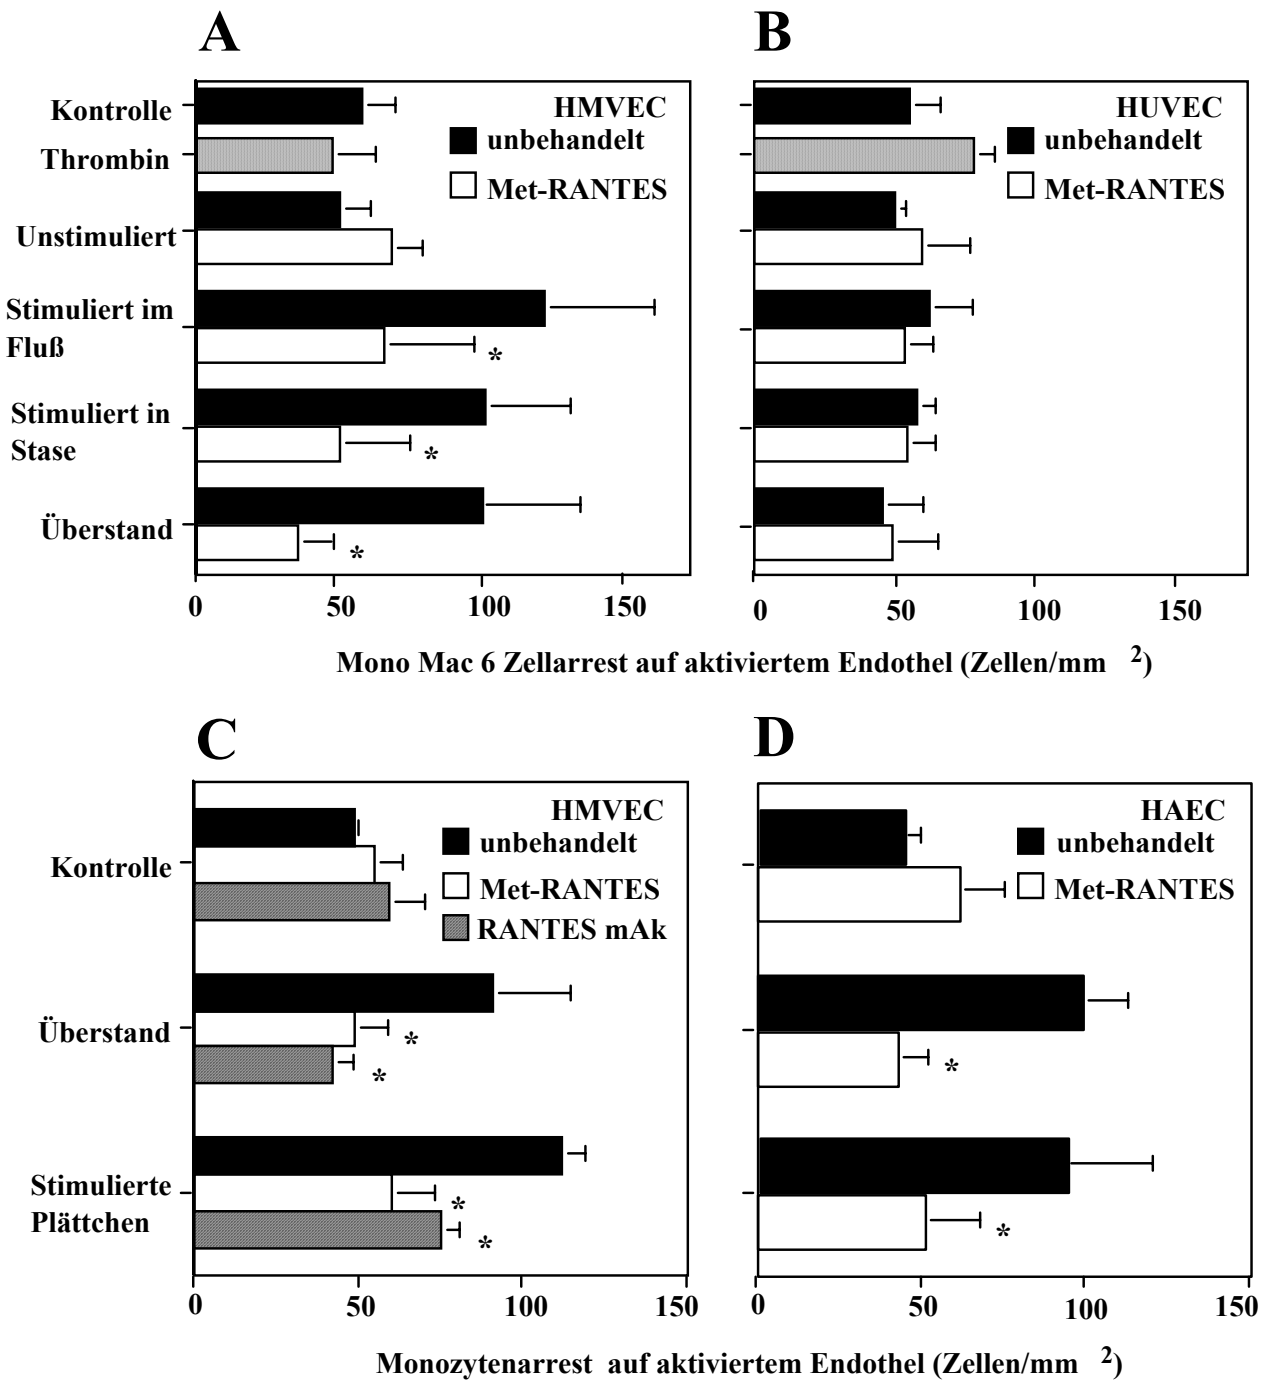 A
B
Kontrolle
Thrombin
Unstimuliert
Stimuliert im
Fluß
Stimuliert in
Stase
Überstand
HMVEC
unbehandelt
Met-RANTES
*
*
*
0 50 100 150
HUVEC
unbehandelt
Met-RANTES
0 50 100 150
Mono Mac 6 Zellarrest auf aktiviertem Endothel (Zellen/mm 2)
C
D
Kontrolle
Überstand
Stimulierte
Plättchen
HMVEC
unbehandelt
Met-RANTES
RANTES mAk
*
*
*
*
0 50 100 150
HAEC
unbehandelt
Met-RANTES
*
*
0 50 100 150
Monozytenarrest auf aktiviertem Endothel (Zellen/mm 2)